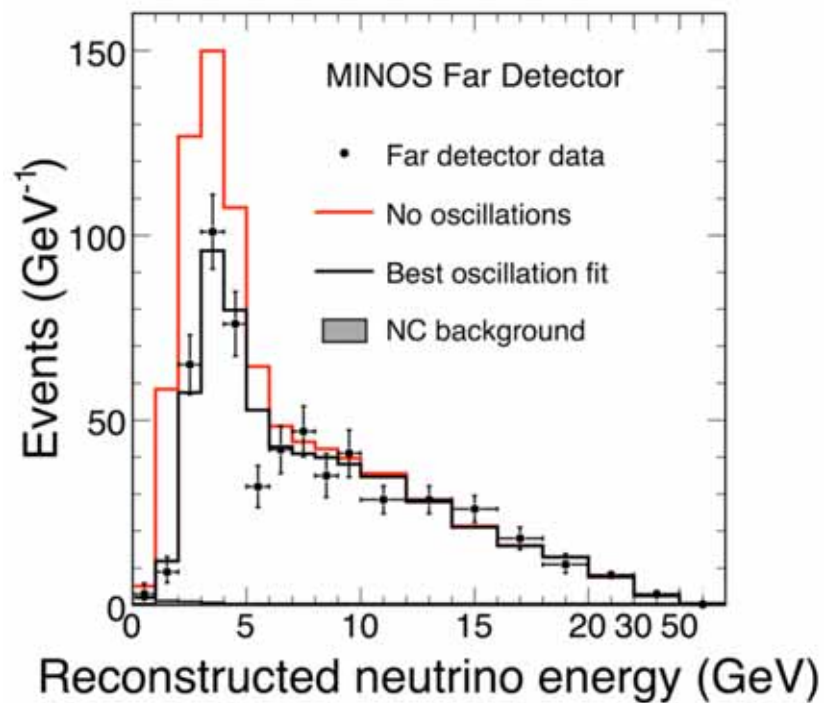 150
100
50
0
Events (GeV-1)
MINOS Far Detector
Far detector data
No oscillations
Best oscillation fit
NC background
0 5 10 15 20 30 50
Reconstructed neutrino energy (GeV)